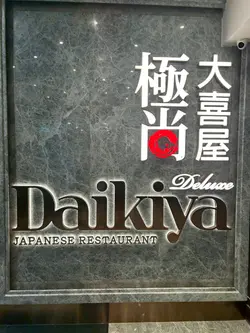 大喜屋
極尚
Deluxe
Daikiya
JAPANESE RESTAURANT